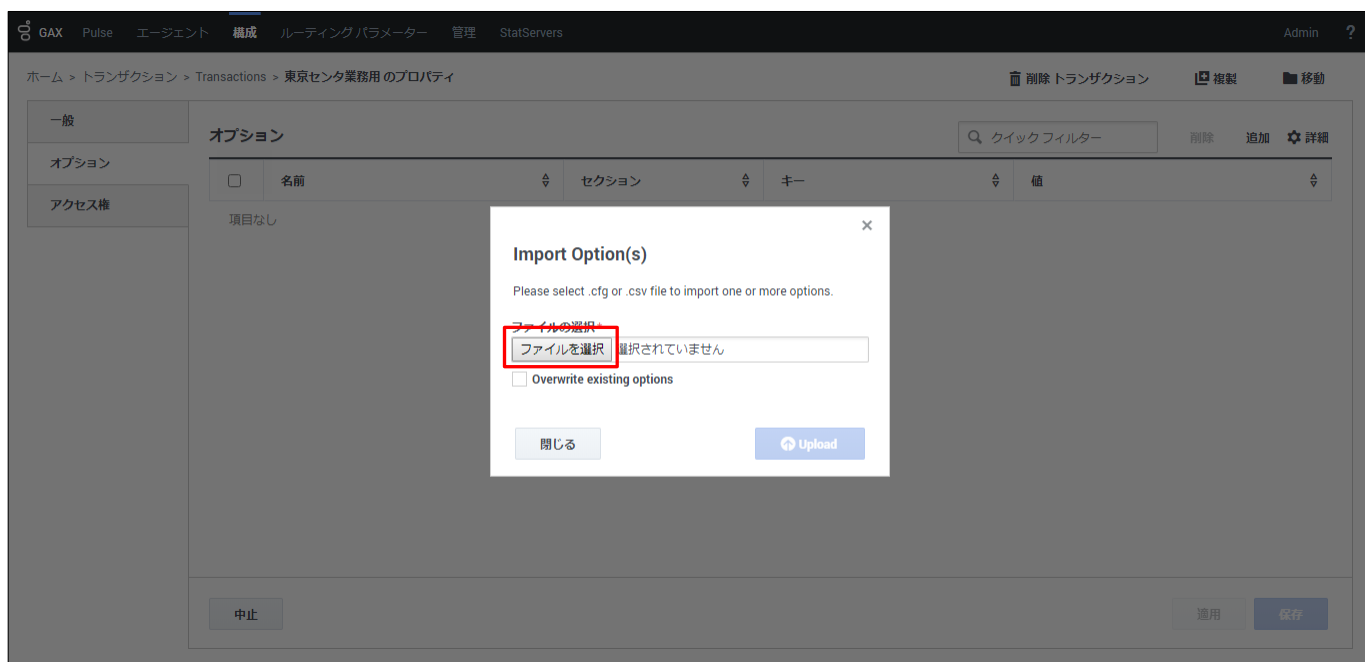 GAX Pulse エージェント 構成 ルーティング パラメーター 管理 StatServers Admin ?
ホーム > トランザクション > Transactions > 東京センタ業務用 のプロパティ 削除 トランザクション 複製 移動
一般
オプション
アクセス権
オプション クイック フィルター 削除 追加 詳細
名前 セクション キー 値
項目なし
×
Import Option(s)
Please select .cfg or .csv file to import one or more options.
ファイルの選択*
ファイルを選択 選択されていません
Overwrite existing options
閉じる Upload
中止 適用 保存